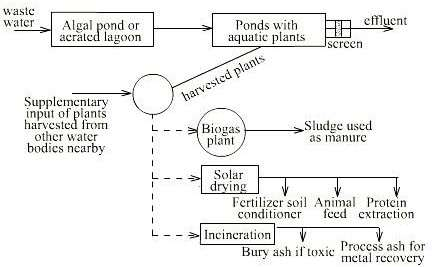 waste
water
Algal pond or
aerated lagoon
Ponds with
aquatic plants
effluent
screen
harvested plants
Supplementary
input of plants
harvested from
other water
bodies nearby
Biogas
plant
Sludge used
as manure
Solar
drying
Fertilizer soil
conditioner
Animal
feed
Protein
extraction
Incineration
Bury ash if toxic
Process ash for
metal recovery